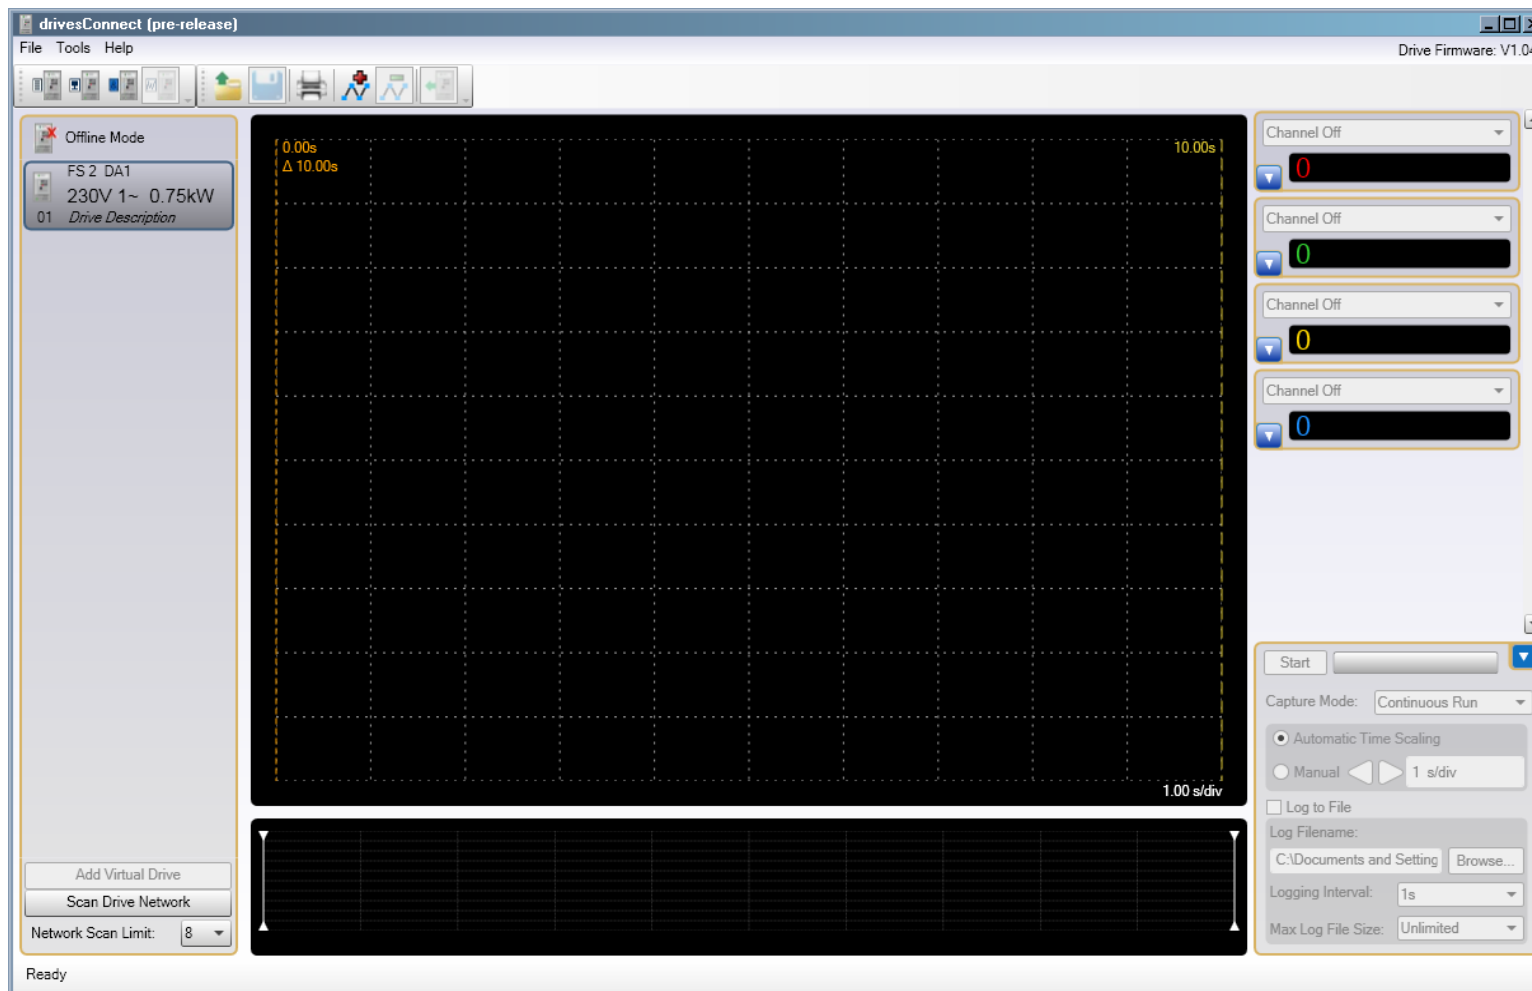 drivesConnect (pre-release)
File Tools Help
Drive Firmware: V1.04
Offline Mode
FS 2 DA1
230V 1~ 0.75kW
01 Drive Description
0.00s
Δ 10.00s
10.00s
1.00 s/div
Channel Off
0
Channel Off
0
Channel Off
0
Channel Off
0
Start
Capture Mode: Continuous Run
Automatic Time Scaling
Manual 1 s/div
Log to File
Log Filename:
C:\Documents and Setting Browse...
Logging Interval: 1s
Max Log File Size: Unlimited
Add Virtual Drive
Scan Drive Network
Network Scan Limit: 8
Ready